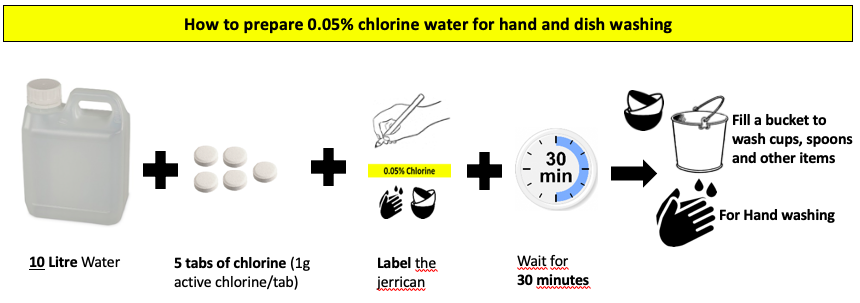 How to prepare 0.05% chlorine water for hand and dish washing
10 Litre Water
5 tabs of chlorine (1g
active chlorine/tab)
0.05% Chlorine
Label the
jerrican
30
min
Wait for
30 minutes
Fill a bucket to
wash cups, spoons
and other items
For Hand washing